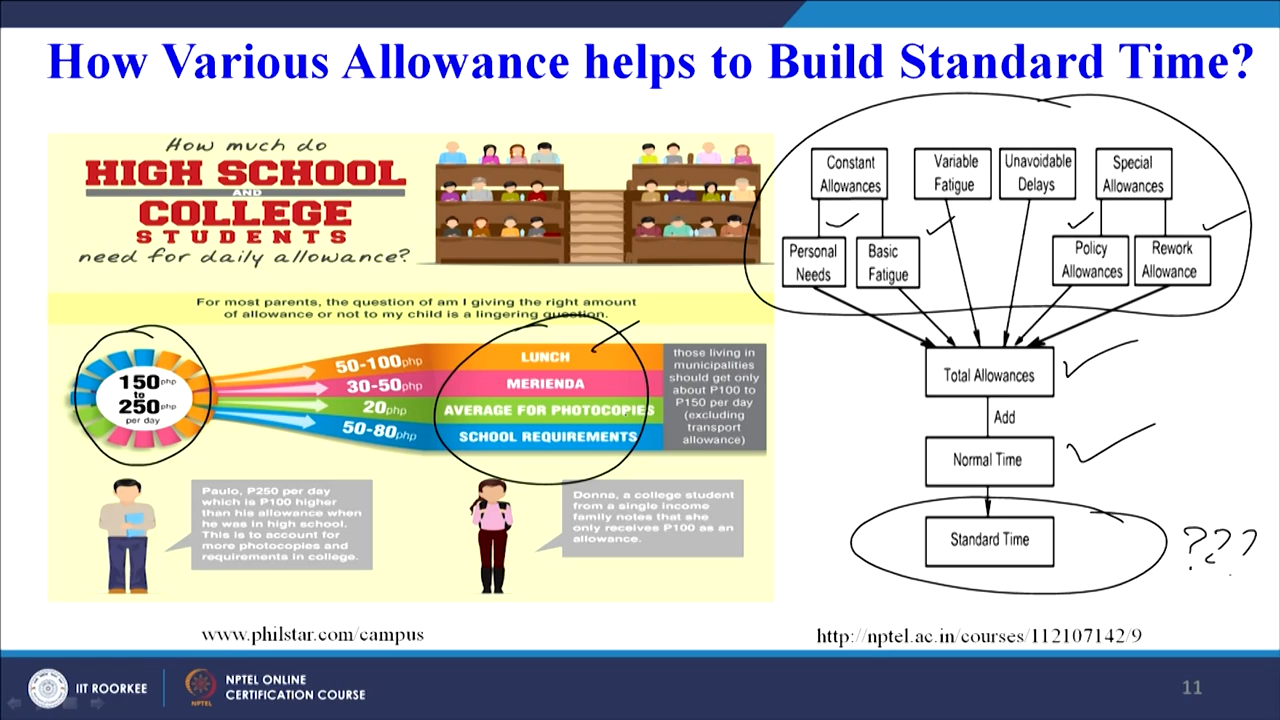 How Various Allowance helps to Build Standard Time?
How much do
HIGH SCHOOL
AND
COLLEGE
STUDENTS
need for daily allowance?
For most parents, the question of am I giving the right amount
of allowance or not to my child is a lingering question.
150php
to
250php
per day
50-100php
30-50php
20php
50-80php
LUNCH
MERIENDA
AVERAGE FOR PHOTOCOPIES
SCHOOL REQUIREMENTS
those living in
municipalities
should get only
about P100 to
P150 per day
(excluding
transport
allowance)
Paulo, P250 per day
which is P100 higher
than his allowance when
he was in high school.
This is to account for
more photocopies and
requirements in college.
Donna, a college student
from a single income
family notes that she
only receives P100 as an
allowance.
www.philstar.com/campus
Constant
Allowances
Variable
Fatigue
Unavoidable
Delays
Special
Allowances
Personal
Needs
Basic
Fatigue
Policy
Allowances
Rework
Allowance
Total Allowances
Add
Normal Time
Standard Time
???
http://nptel.ac.in/courses/112107142/9
IIT ROORKEE
NPTEL
NPTEL ONLINE
CERTIFICATION COURSE
11